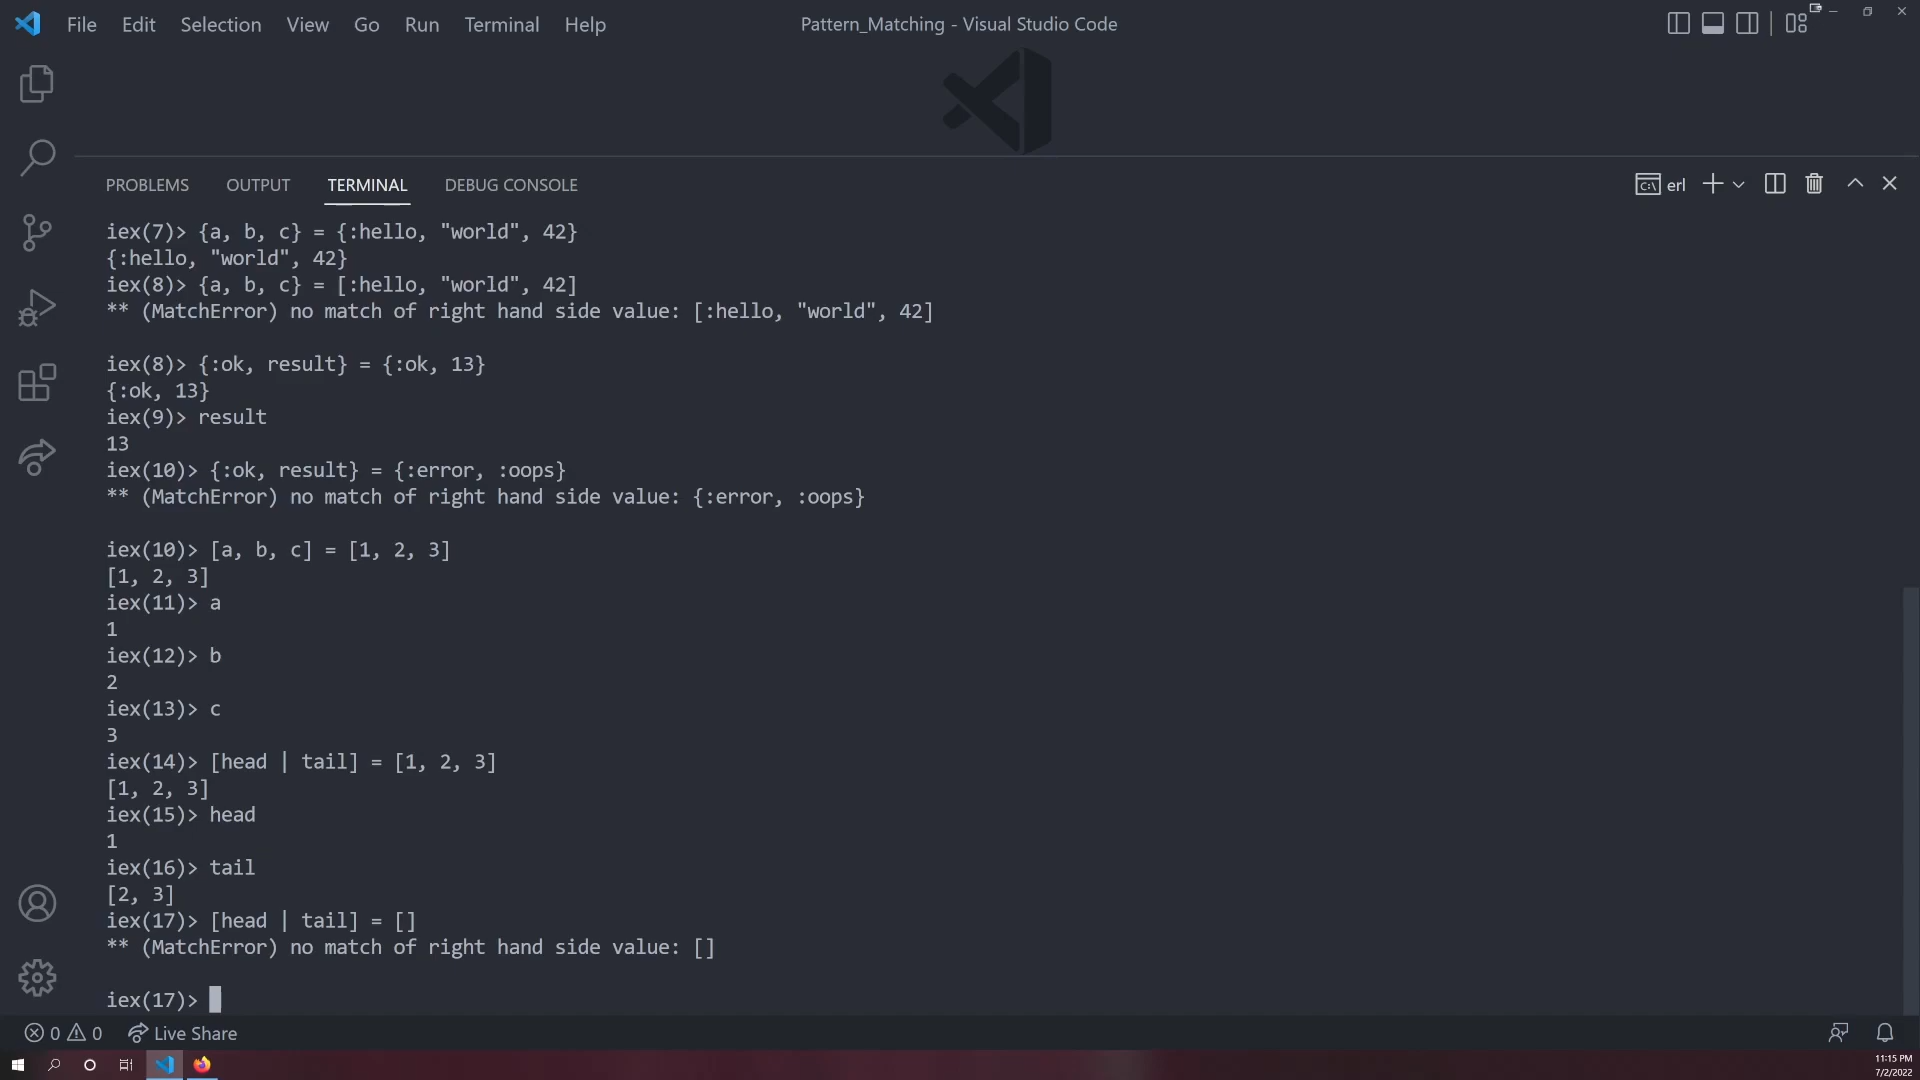 File Edit Selection View Go Run Terminal Help Pattern_Matching - Visual Studio Code
PROBLEMS OUTPUT TERMINAL DEBUG CONSOLE erl
iex(7)> {a, b, c} = {:hello, "world", 42}
{:hello, "world", 42}
iex(8)> {a, b, c} = [:hello, "world", 42]
** (MatchError) no match of right hand side value: [:hello, "world", 42]
iex(8)> {:ok, result} = {:ok, 13}
{:ok, 13}
iex(9)> result
13
iex(10)> {:ok, result} = {:error, :oops}
** (MatchError) no match of right hand side value: {:error, :oops}
iex(10)> [a, b, c] = [1, 2, 3]
[1, 2, 3]
iex(11)> a
1
iex(12)> b
2
iex(13)> c
3
iex(14)> [head | tail] = [1, 2, 3]
[1, 2, 3]
iex(15)> head
1
iex(16)> tail
[2, 3]
iex(17)> [head | tail] = []
** (MatchError) no match of right hand side value: []
iex(17)>
0 0 Live Share
11:15 PM
7/2/2022